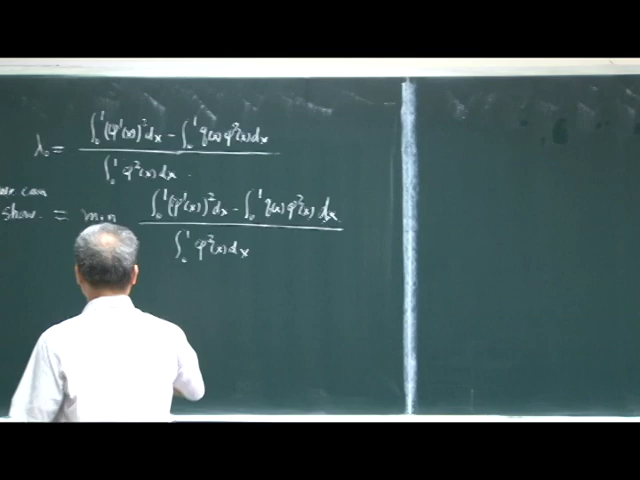 λ₀ = (∫₀¹ (φ'(x))² dx − ∫₀¹ q(x) φ²(x) dx) / (∫₀¹ φ²(x) dx)
we can
show = min (∫₀¹ (φ'(x))² dx − ∫₀¹ q(x) φ²(x) dx) / (∫₀¹ φ²(x) dx)